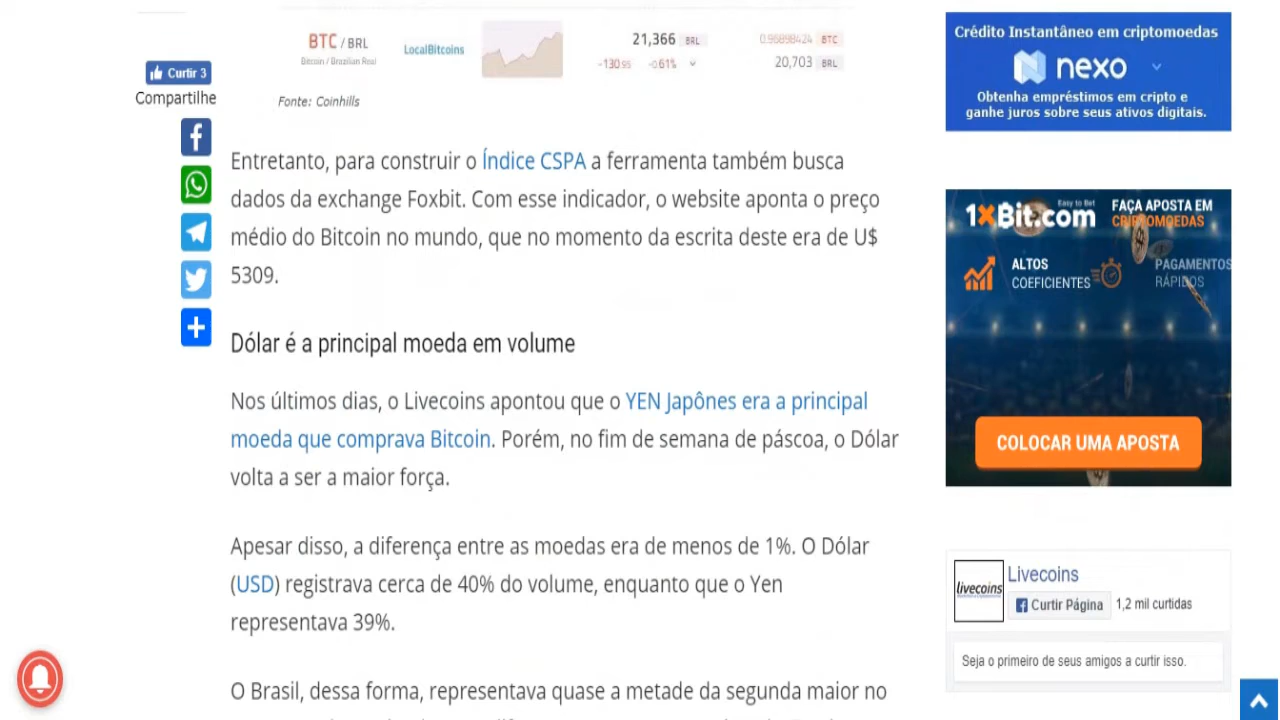 BTC / BRL
Bitcoin / Brazilian Real
LocalBitcoins
21,366 BRL
-130.95 -0.61%
0.96898424 BTC
20,703 BRL
Fonte: Coinhills
Curtir 3
Compartilhe
Entretanto, para construir o Índice CSPA a ferramenta também busca
dados da exchange Foxbit. Com esse indicador, o website aponta o preço
médio do Bitcoin no mundo, que no momento da escrita deste era de U$
5309.
Dólar é a principal moeda em volume
Nos últimos dias, o Livecoins apontou que o YEN Japônes era a principal
moeda que comprava Bitcoin. Porém, no fim de semana de páscoa, o Dólar
volta a ser a maior força.
Apesar disso, a diferença entre as moedas era de menos de 1%. O Dólar
(USD) registrava cerca de 40% do volume, enquanto que o Yen
representava 39%.
O Brasil, dessa forma, representava quase a metade da segunda maior no
Crédito Instantâneo em criptomoedas
nexo
Obtenha empréstimos em cripto e
ganhe juros sobre seus ativos digitais.
1XBit.com
Easy to Bet
FAÇA APOSTA EM
CRIPTOMOEDAS
ALTOS
COEFICIENTES
PAGAMENTOS
RÁPIDOS
COLOCAR UMA APOSTA
livecoins
Livecoins
Curtir Página
1,2 mil curtidas
Seja o primeiro de seus amigos a curtir isso.